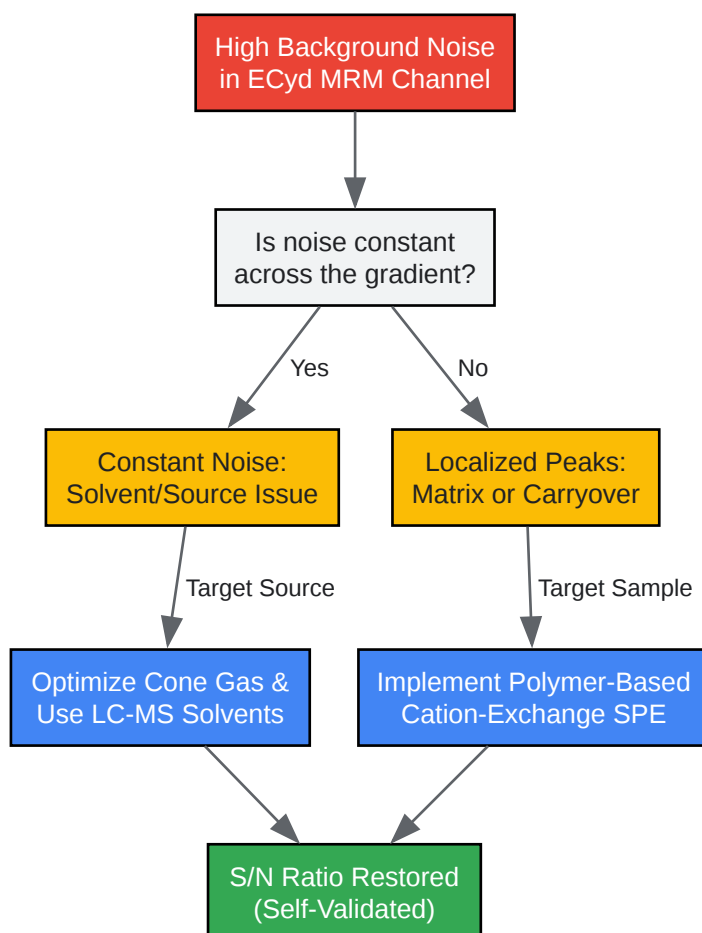 High Background Noise
in ECyd MRM Channel
Is noise constant
across the gradient?
Yes
No
Constant Noise:
Solvent/Source Issue
Localized Peaks:
Matrix or Carryover
Target Source
Target Sample
Optimize Cone Gas &
Use LC-MS Solvents
Implement Polymer-Based
Cation-Exchange SPE
S/N Ratio Restored
(Self-Validated)